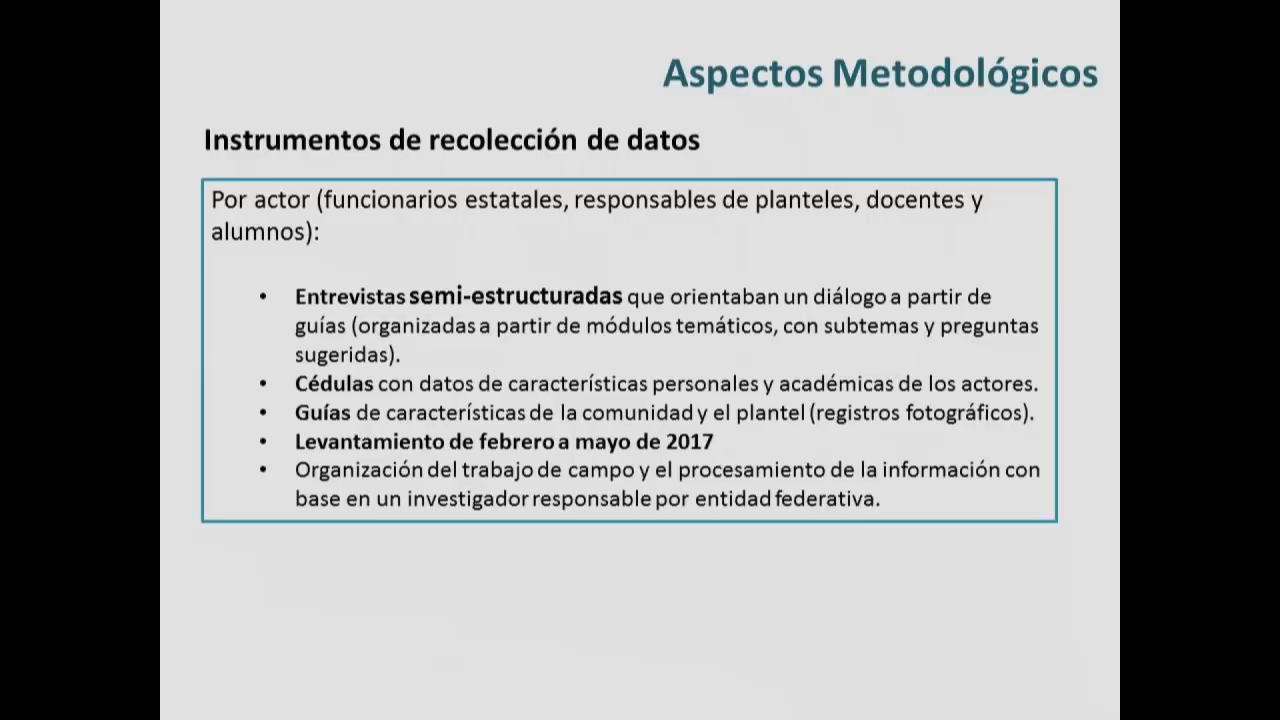 Aspectos Metodológicos
Instrumentos de recolección de datos
Por actor (funcionarios estatales, responsables de planteles, docentes y
alumnos):
• Entrevistas semi-estructuradas que orientaban un diálogo a partir de
guías (organizadas a partir de módulos temáticos, con subtemas y preguntas
sugeridas).
• Cédulas con datos de características personales y académicas de los actores.
• Guías de características de la comunidad y el plantel (registros fotográficos).
• Levantamiento de febrero a mayo de 2017
• Organización del trabajo de campo y el procesamiento de la información con
base en un investigador responsable por entidad federativa.